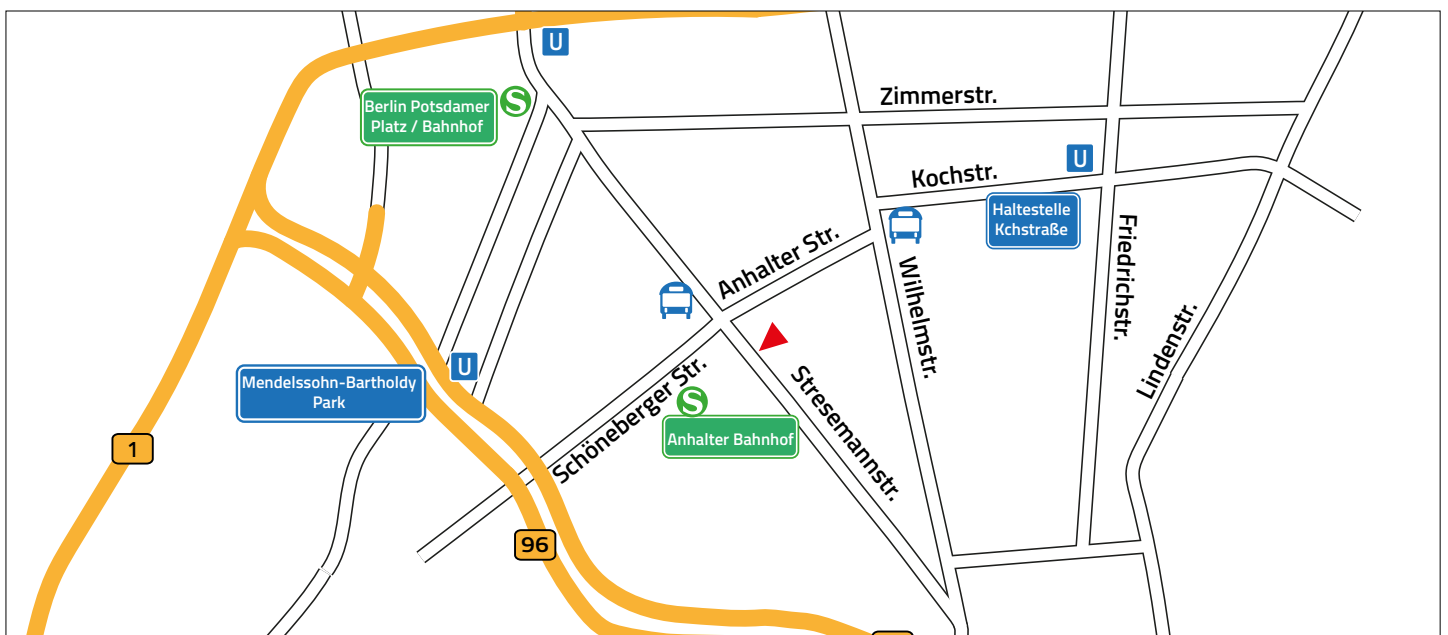 U
Berlin Potsdamer
Platz / Bahnhof
S
Zimmerstr.
Kochstr.
U
Haltestelle
Kchstraße
Anhalter Str.
Friedrichstr.
Wilhelmstr.
Lindenstr.
Mendelssohn-Bartholdy
Park
U
Schöneberger Str.
S
Anhalter Bahnhof
Stresemannstr.
1
96